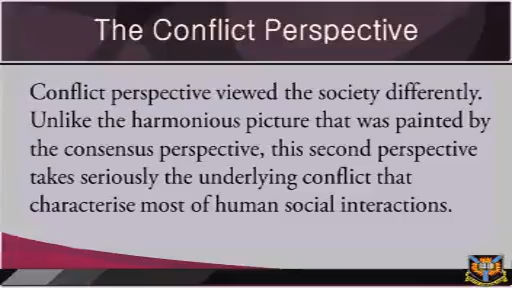 The Conflict Perspective
Conflict perspective viewed the society differently.
Unlike the harmonious picture that was painted by
the consensus perspective, this second perspective
takes seriously the underlying conflict that
characterise most of human social interactions.